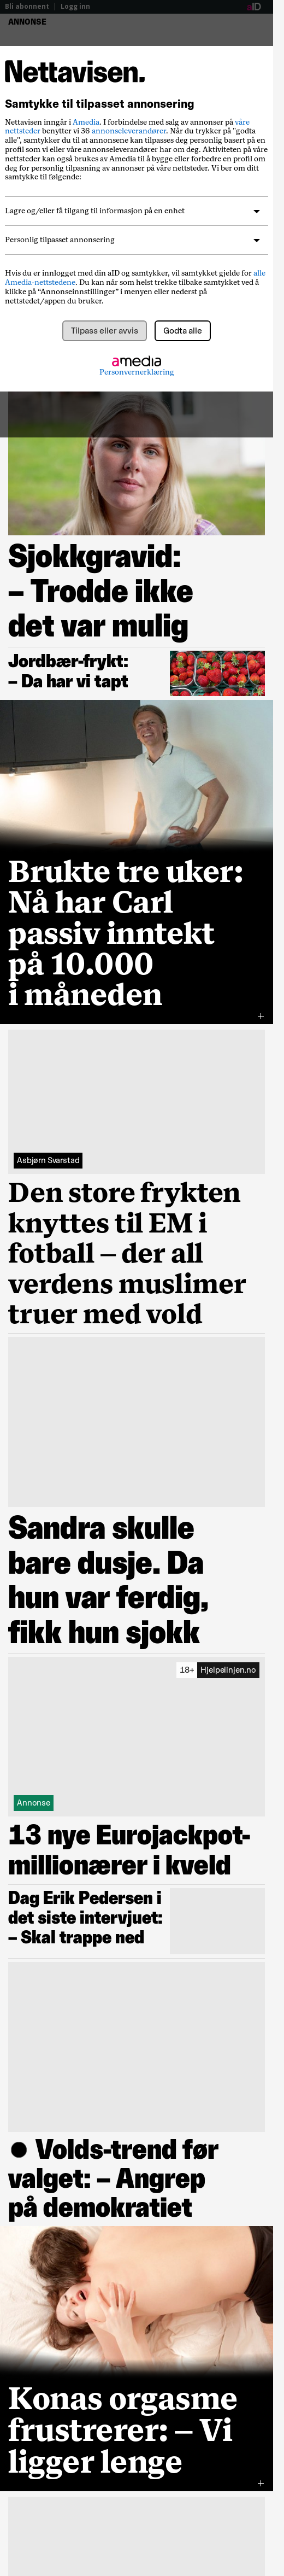 Bli abonnent | Logg inn
aID
ANNONSE
Nettavisen.
Samtykke til tilpasset annonsering
Nettavisen inngår i Amedia. I forbindelse med salg av annonser på våre
nettsteder benytter vi 36 annonseleverandører. Når du trykker på "godta
alle", samtykker du til at annonsene kan tilpasses deg personlig basert på en
profil som vi eller våre annonseleverandører har om deg. Aktiviteten på våre
nettsteder kan også brukes av Amedia til å bygge eller forbedre en profil om
deg for personlig tilpasning av annonser på våre nettsteder. Vi ber om ditt
samtykke til følgende:
Lagre og/eller få tilgang til informasjon på en enhet
Personlig tilpasset annonsering
Hvis du er innlogget med din aID og samtykker, vil samtykket gjelde for alle
Amedia-nettstedene. Du kan når som helst trekke tilbake samtykket ved å
klikke på "Annonseinnstillinger" i menyen eller nederst på
nettstedet/appen du bruker.
Tilpass eller avvis
Godta alle
amedia
Personvernerklæring
Sjokkgravid:
– Trodde ikke
det var mulig
Jordbær-frykt:
– Da har vi tapt
Brukte tre uker:
Nå har Carl
passiv inntekt
på 10.000
i måneden
+
Asbjørn Svarstad
Den store frykten
knyttes til EM i
fotball – der all
verdens muslimer
truer med vold
Sandra skulle
bare dusje. Da
hun var ferdig,
fikk hun sjokk
18+ Hjelpelinjen.no
Annonse
13 nye Eurojackpot-
millionærer i kveld
Dag Erik Pedersen i
det siste intervjuet:
– Skal trappe ned
● Volds-trend før
valget: – Angrep
på demokratiet
Konas orgasme
frustrerer: – Vi
ligger lenge
+